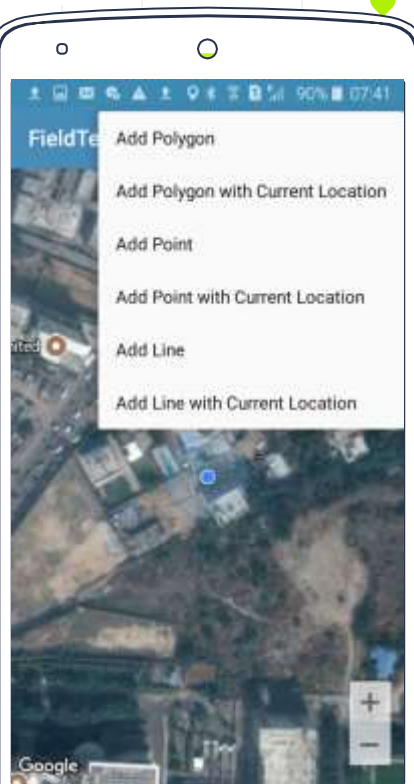 90% 07:41
FieldTe
Add Polygon
Add Polygon with Current Location
Add Point
Add Point with Current Location
Add Line
nited
Add Line with Current Location
Google